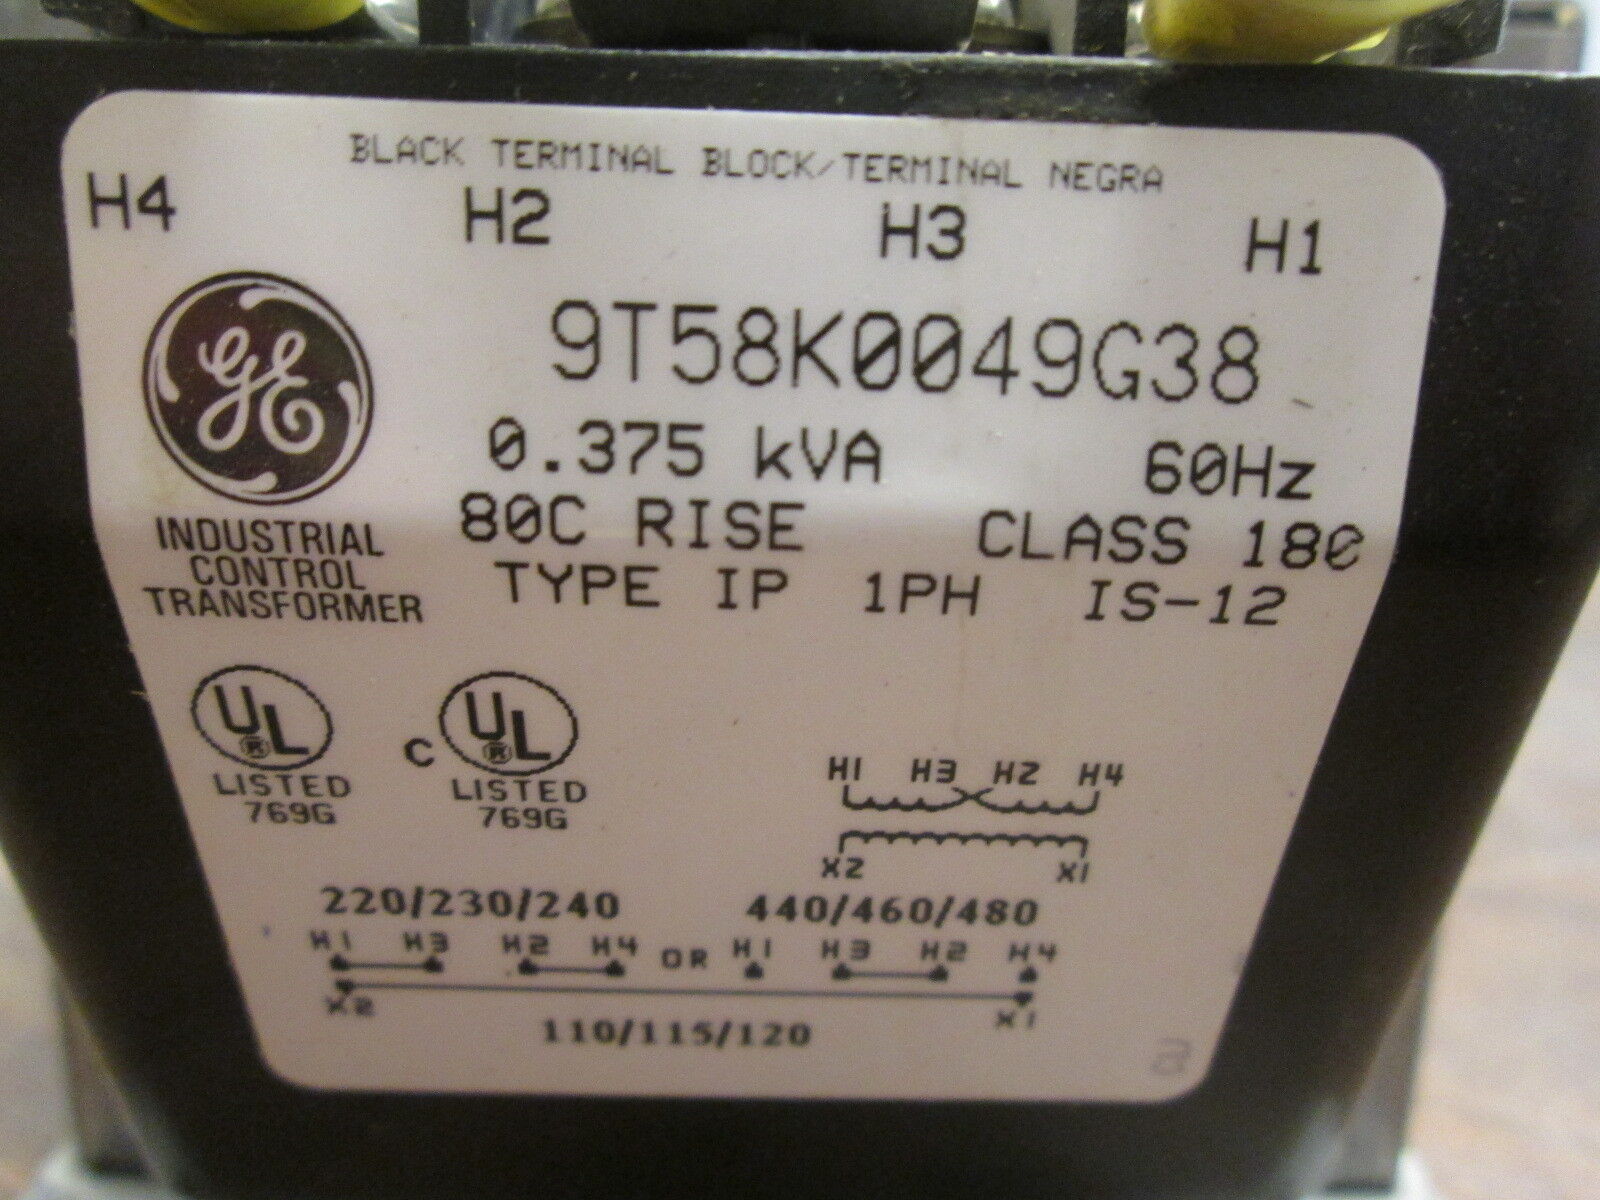 BLACK TERMINAL BLOCK/TERMINAL NEGRA
H4 H2 H3 H1
GE
9T58K0049G38
0.375 kVA 60Hz
80C RISE CLASS 180
TYPE IP 1PH IS-12
INDUSTRIAL
CONTROL
TRANSFORMER
UL C UL
LISTED LISTED
769G 769G
H1 H3 H2 H4
X2 X1
220/230/240 440/460/480
H1 H3 H2 H4 OR H1 H3 H2 H4
X2 X1
110/115/120